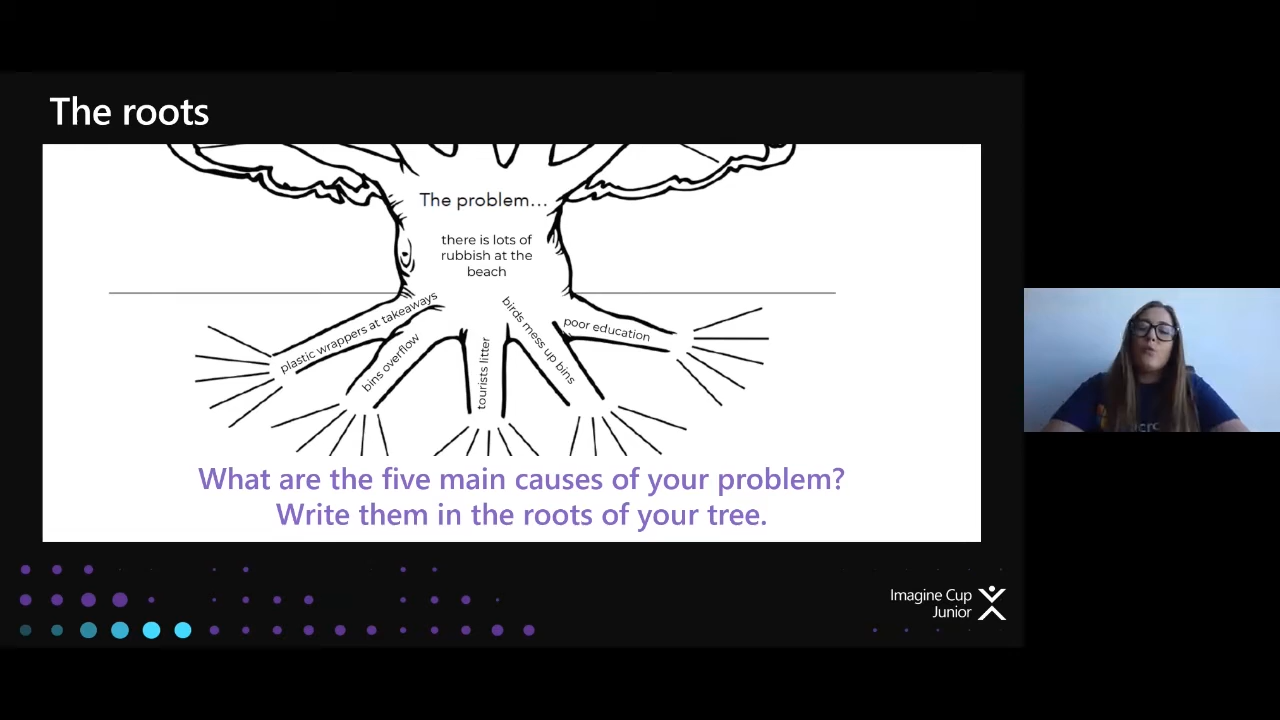 The roots
The problem...
there is lots of
rubbish at the
beach
plastic wrappers at takeaways
bins overflow
tourists litter
birds mess up bins
poor education
What are the five main causes of your problem?
Write them in the roots of your tree.
Imagine Cup
Junior